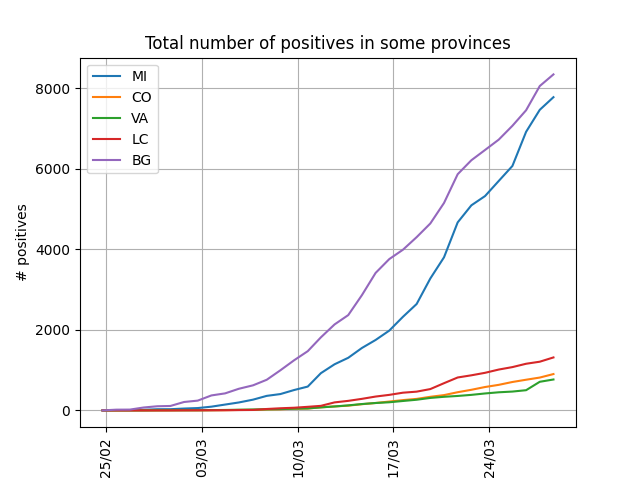 Total number of positives in some provinces
MI
CO
VA
LC
BG
# positives
8000
6000
4000
2000
0
25/02
03/03
10/03
17/03
24/03